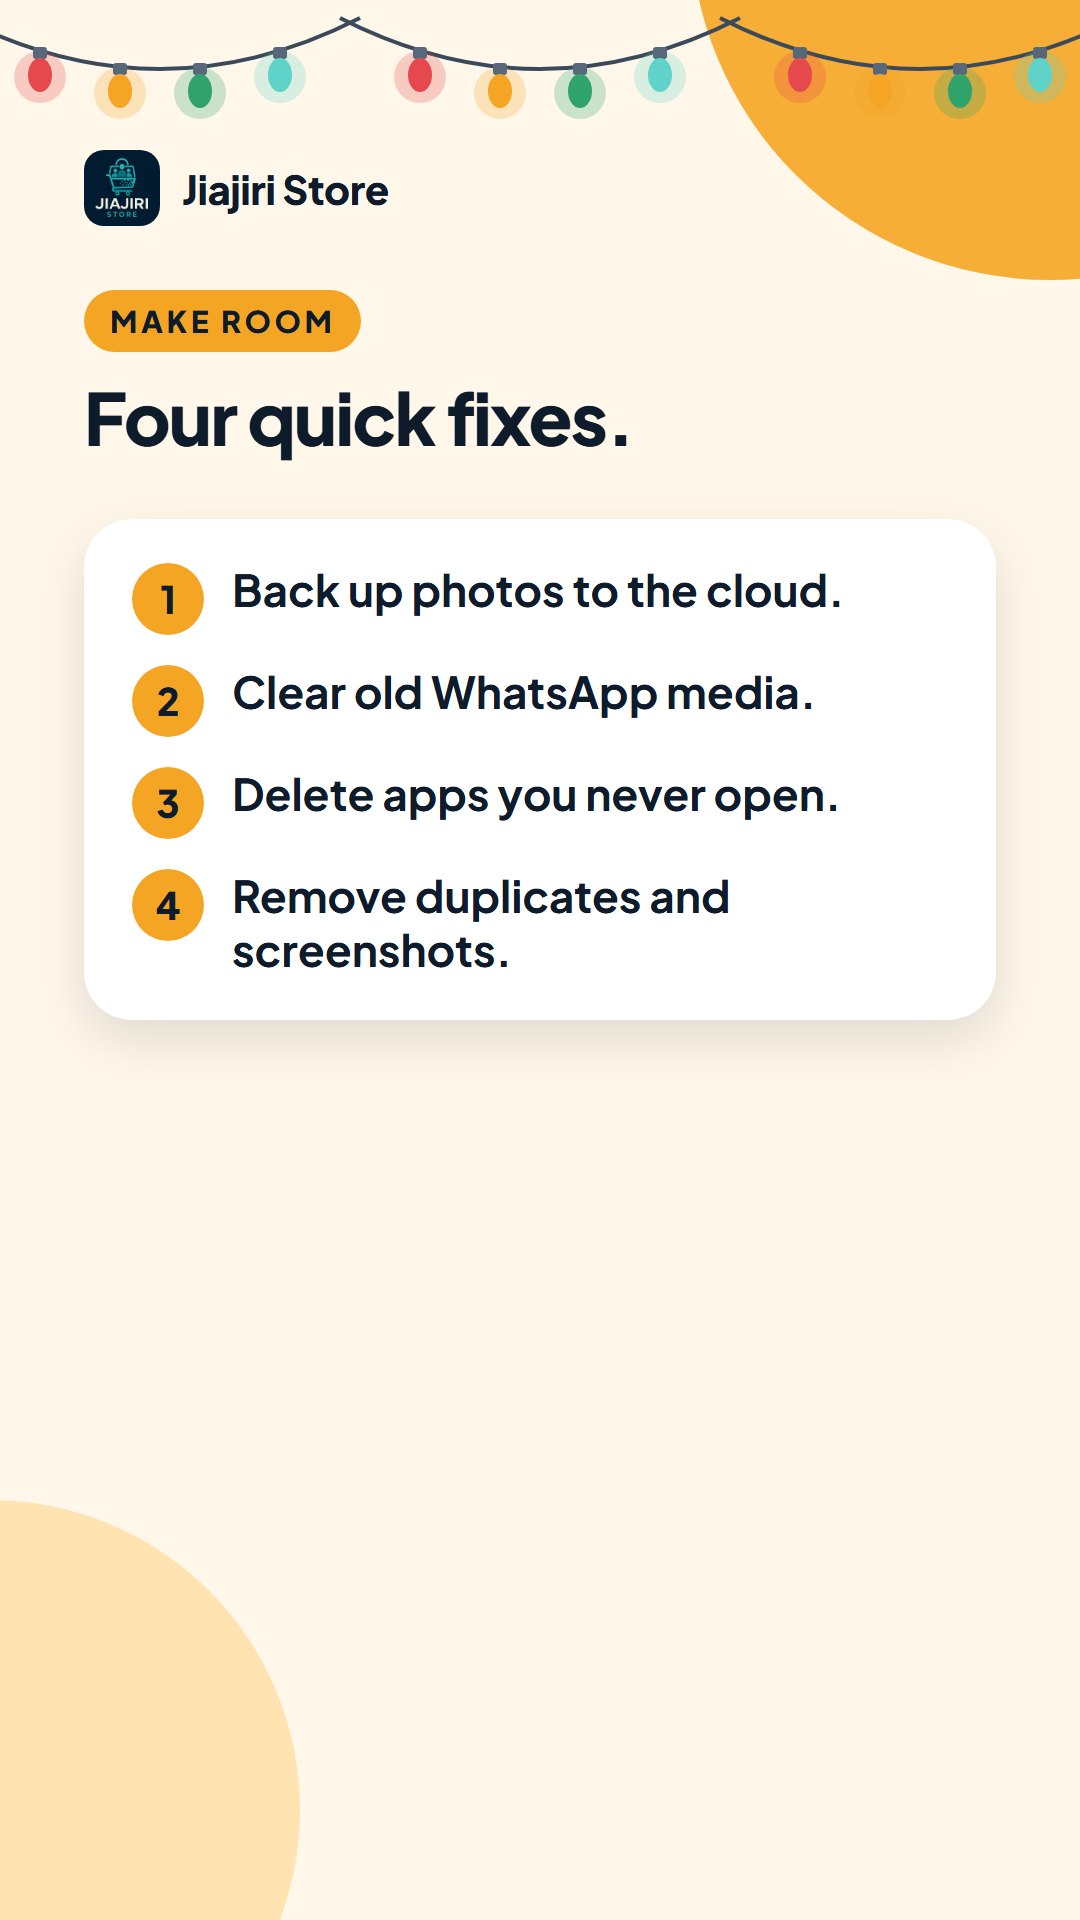 JIAJIRI
STORE
Jiajiri Store
MAKE ROOM
Four quick fixes.
1 Back up photos to the cloud.
2 Clear old WhatsApp media.
3 Delete apps you never open.
4 Remove duplicates and
screenshots.